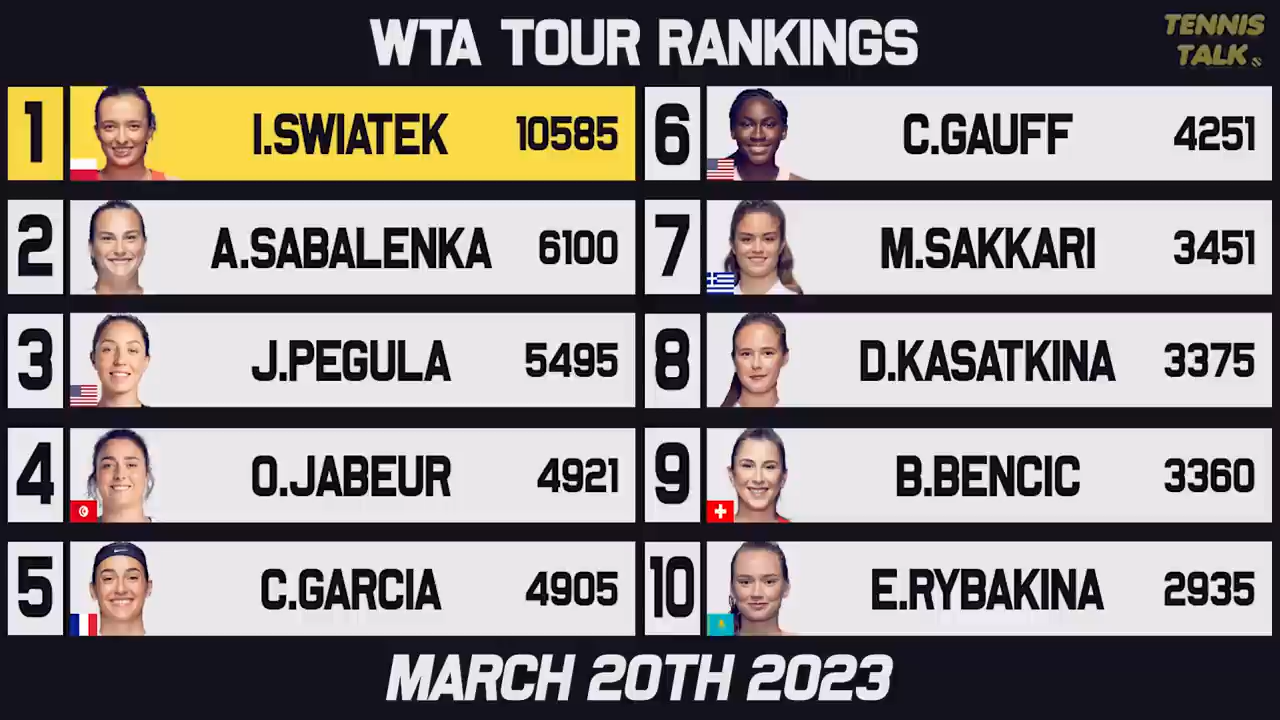 WTA TOUR RANKINGS
TENNIS
TALK.
1 I.SWIATEK 10585
2 A.SABALENKA 6100
3 J.PEGULA 5495
4 O.JABEUR 4921
5 C.GARCIA 4905
6 C.GAUFF 4251
7 M.SAKKARI 3451
8 D.KASATKINA 3375
9 B.BENCIC 3360
10 E.RYBAKINA 2935
MARCH 20TH 2023